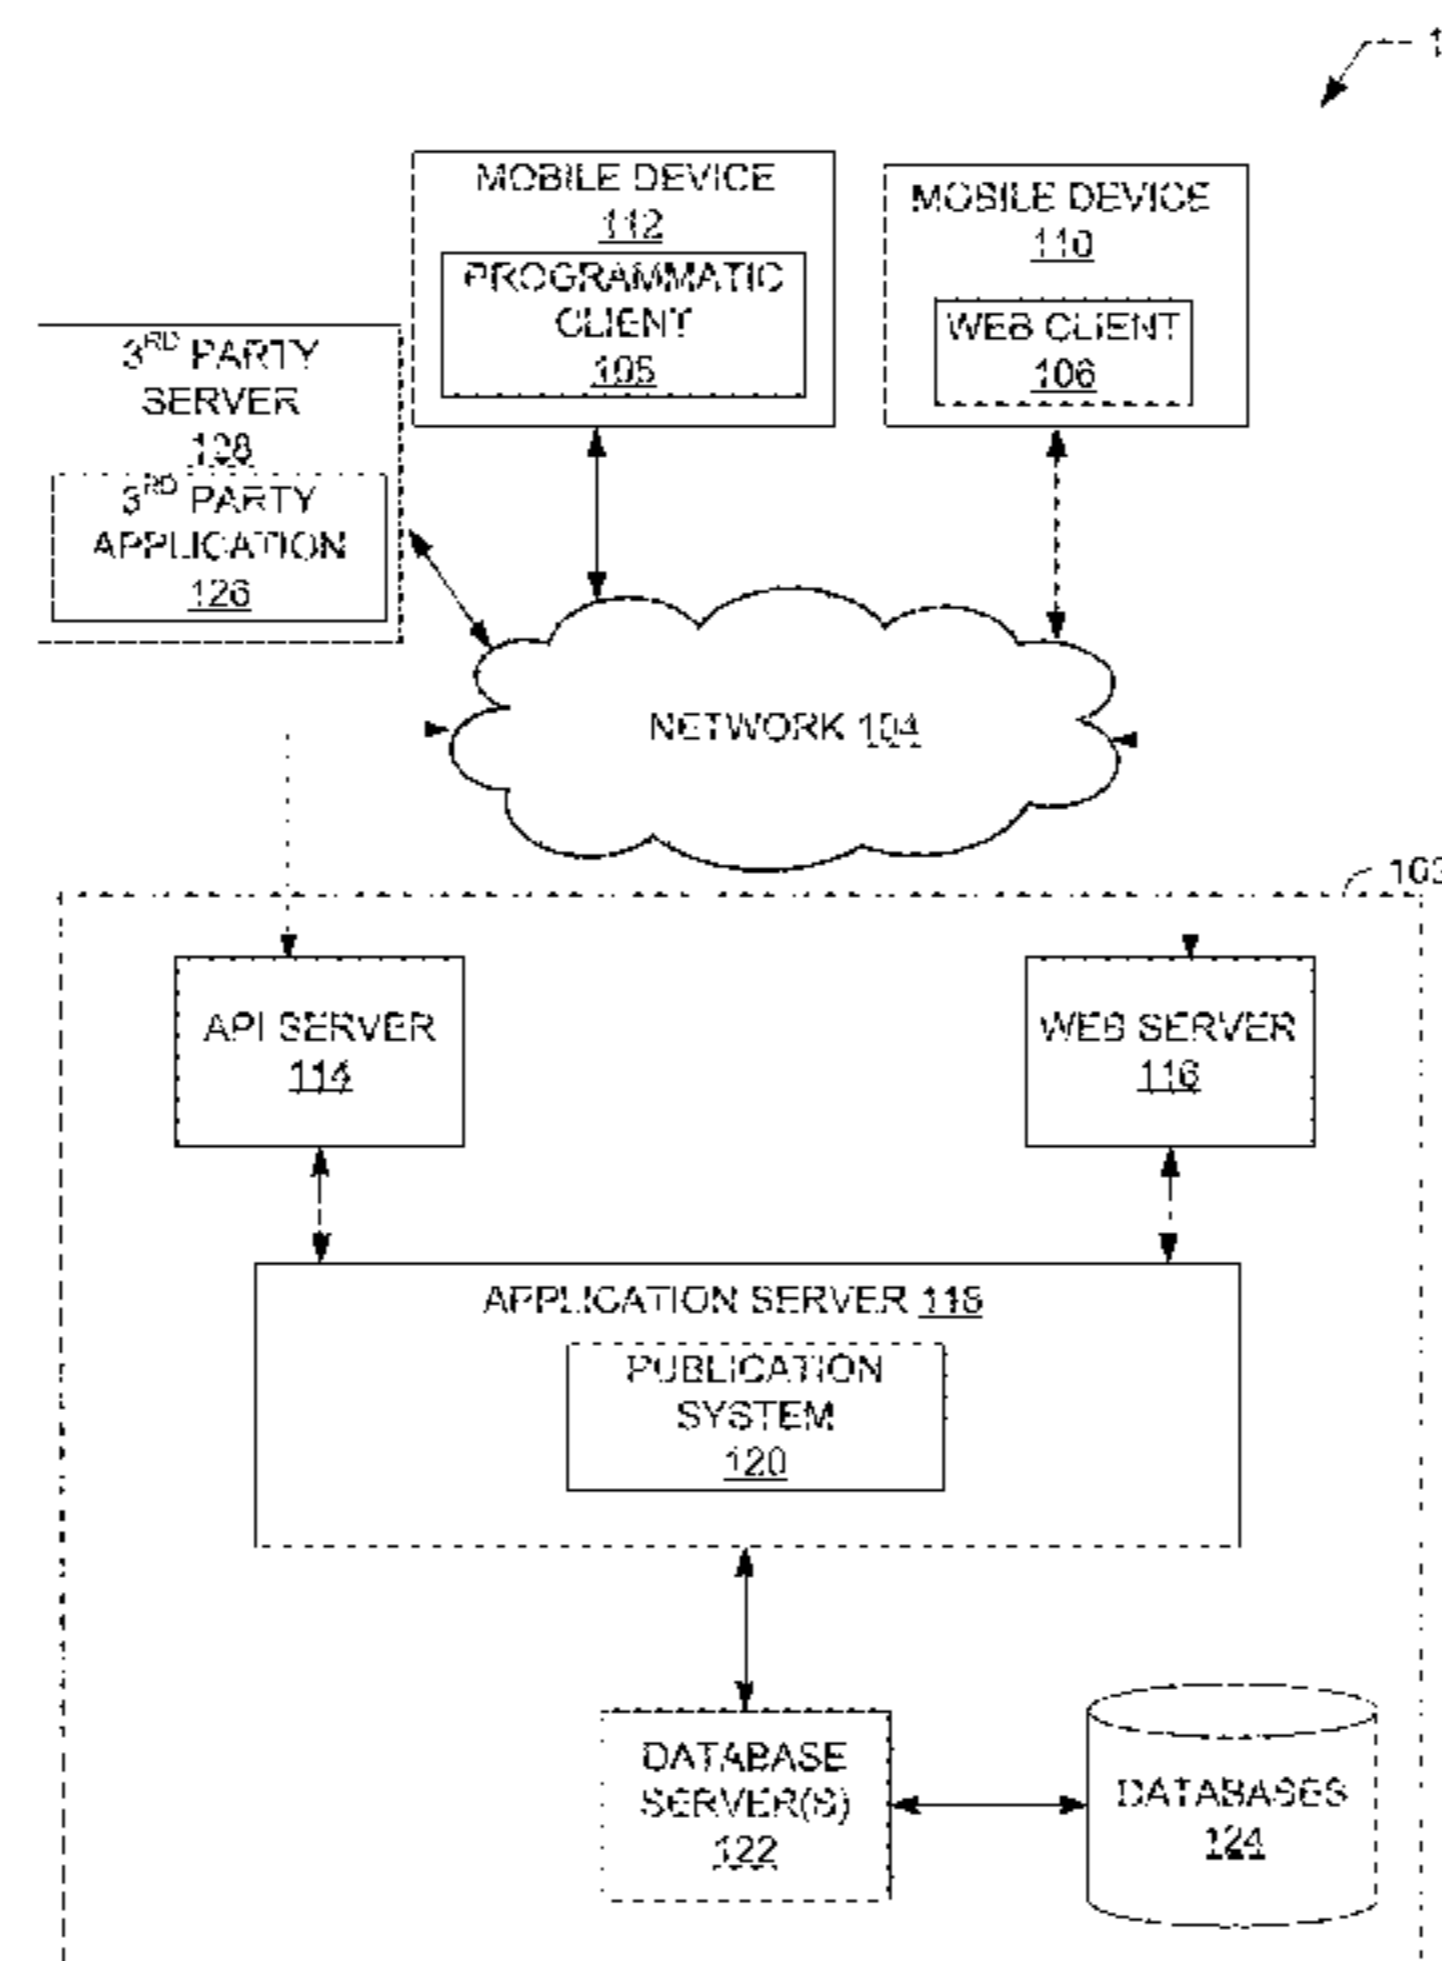 MOBILE DEVICE
112
PROGRAMMATIC
CLIENT
105
MOBILE DEVICE
110
WEB CLIENT
106
3RD PARTY
SERVER
128
3RD PARTY
APPLICATION
126
NETWORK 104
API SERVER
114
WEB SERVER
116
APPLICATION SERVER 118
PUBLICATION
SYSTEM
120
DATABASE
SERVER(S)
122
DATABASES
124